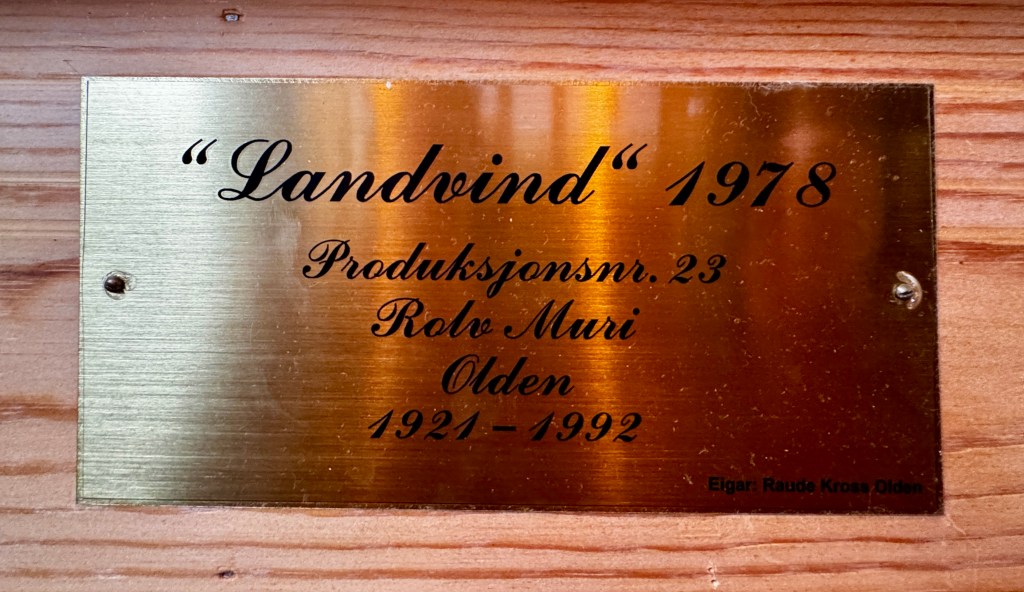 “Landvind“ 1978
Produksjonsnr. 23
Rolv Muri
Olden
1921 – 1992
Eigar: Raude Kross Olden